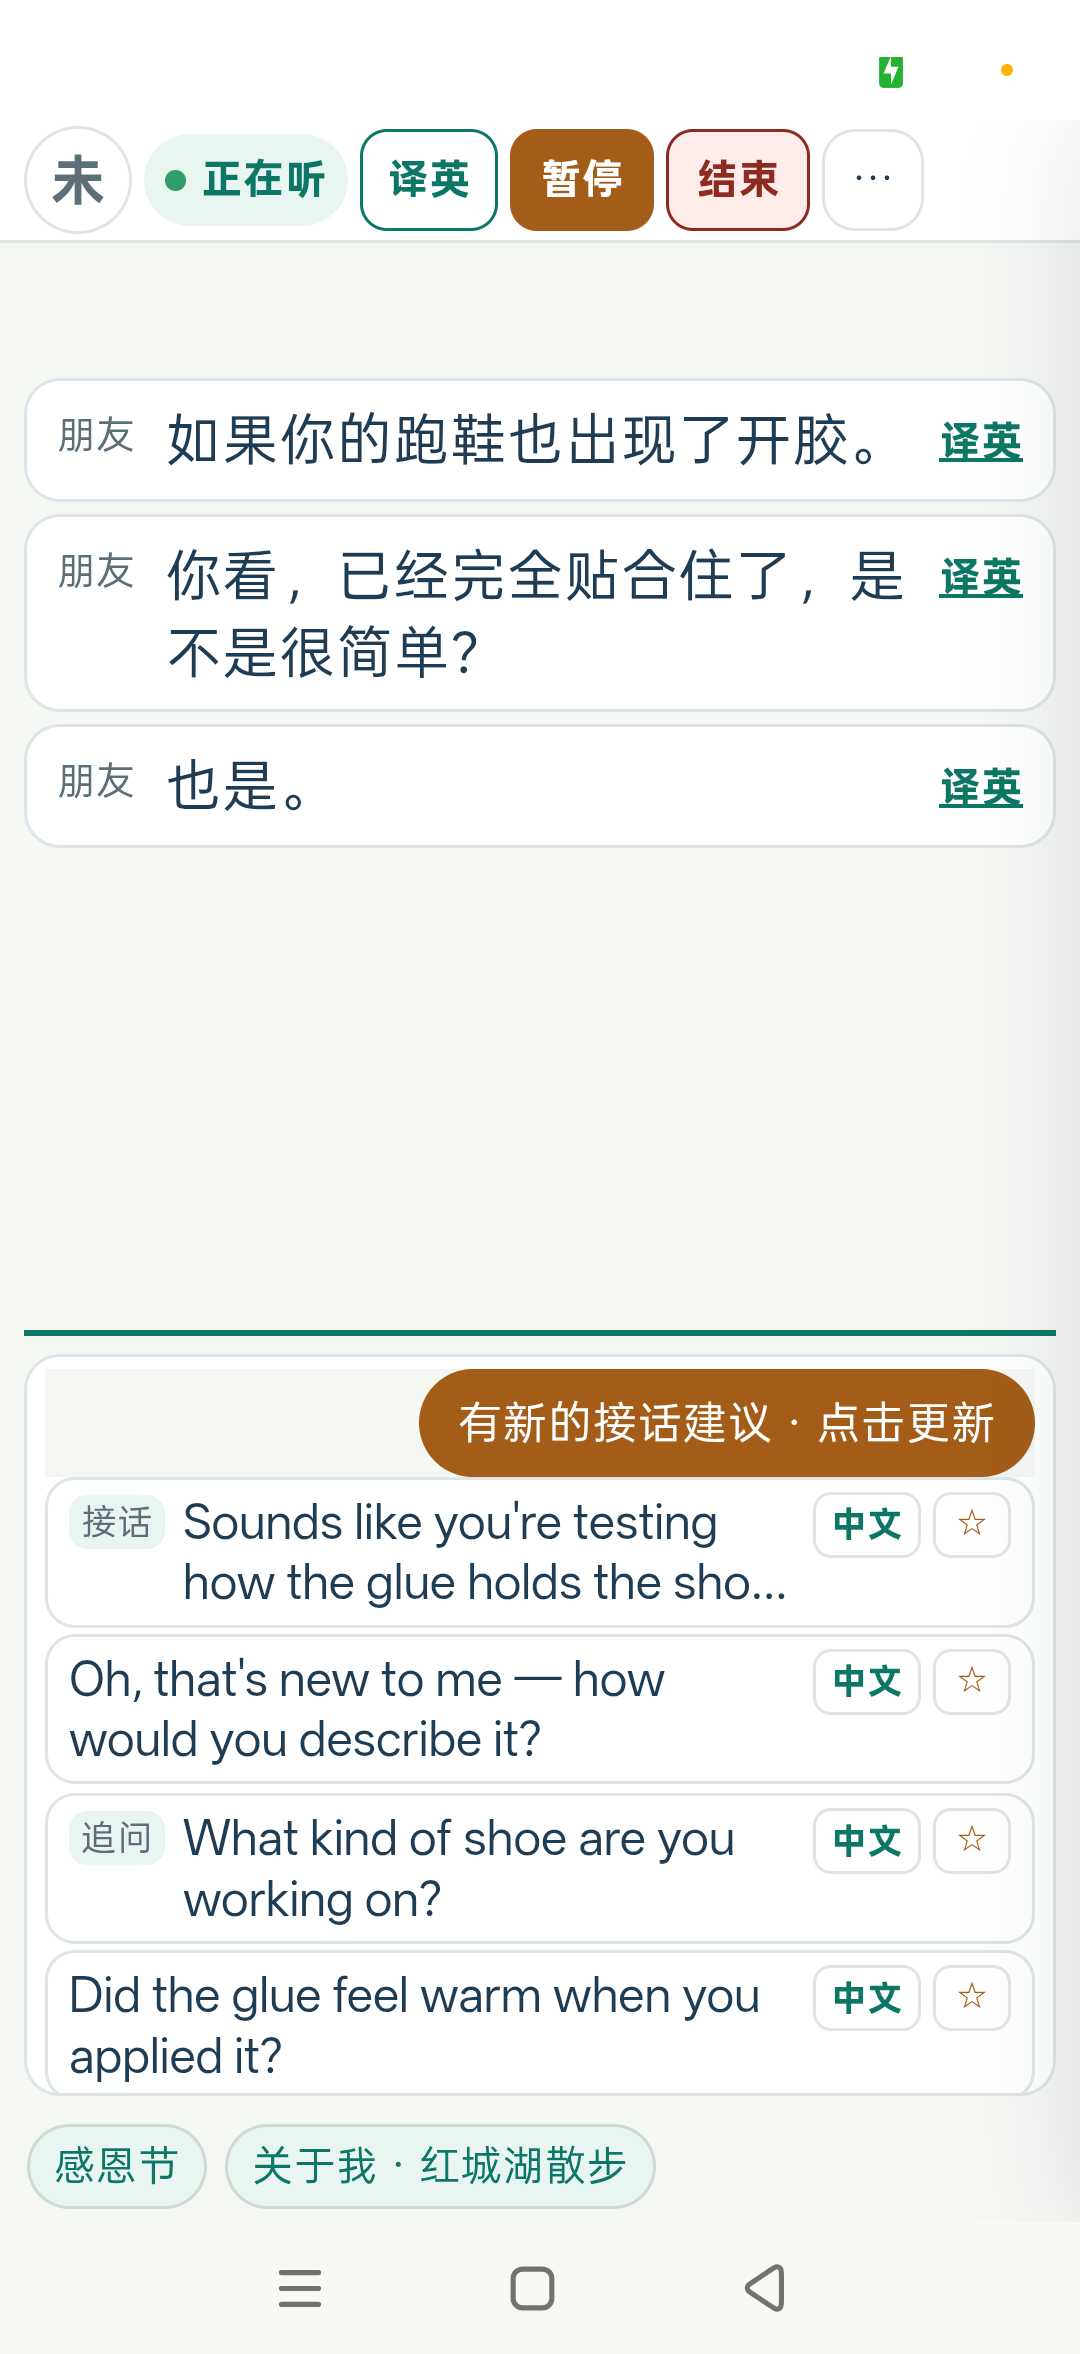 未 正在听 译英 暂停 结束 ···
朋友 如果你的跑鞋也出现了开胶。 译英
朋友 你看，已经完全贴合住了，是 译英
不是很简单？
朋友 也是。 译英
有新的接话建议 · 点击更新
接话 Sounds like you're testing 中文 ☆
how the glue holds the sho...
Oh, that's new to me — how 中文 ☆
would you describe it?
追问 What kind of shoe are you 中文 ☆
working on?
Did the glue feel warm when you 中文 ☆
applied it?
感恩节 关于我 · 红城湖散步